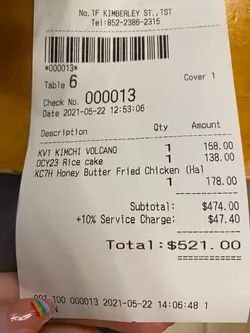 No.1F KIMBERLEY ST.,TST
Tel:852-2386-2315
*000013*
Table 6 Cover 1
Check No. 000013
Date 2021-05-22 12:53:06
Description Qty Amount
KV1 KIMCHI VOLCANO 1 158.00
OCY23 Rice cake 1 138.00
KC7H Honey Butter Fried Chicken (Hal
1 178.00
Subtotal: $474.00
+10% Service Charge: $47.40
Total:$521.00
100 000013 2021-05-22 14:06:48 1